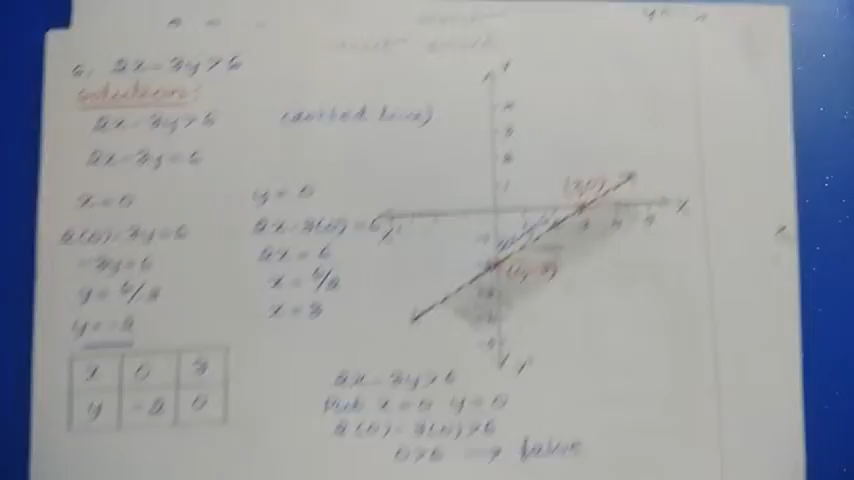 6. 2x - 3y > 6
Solution:
2x - 3y > 6 (dotted line)
2x - 3y = 6
x = 0
2(0) - 3y = 6
-3y = 6
y = 6/-3
y = -2
y = 0
2x - 3(0) = 6
2x = 6
x = 6/2
x = 3
x 0 3
y -2 0
(3,0)
(0,-2)
2x - 3y > 6
Put x = 0 y = 0
2(0) - 3(0) > 6
0 > 6 → false